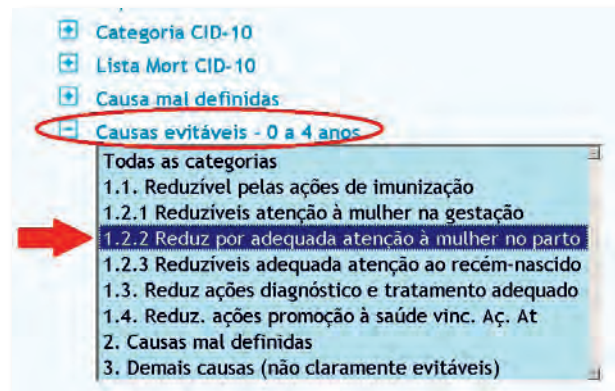 Categoria CID-10
Lista Mort CID-10
Causa mal definidas
Causas evitáveis - 0 a 4 anos
Todas as categorias
1.1. Reduzível pelas ações de imunização
1.2.1 Reduzíveis atenção à mulher na gestação
1.2.2 Reduz por adequada atenção à mulher no parto
1.2.3 Reduzíveis adequada atenção ao recém-nascido
1.3. Reduz ações diagnóstico e tratamento adequado
1.4. Reduz. ações promoção à saúde vinc. Aç. At
2. Causas mal definidas
3. Demais causas (não claramente evitáveis)